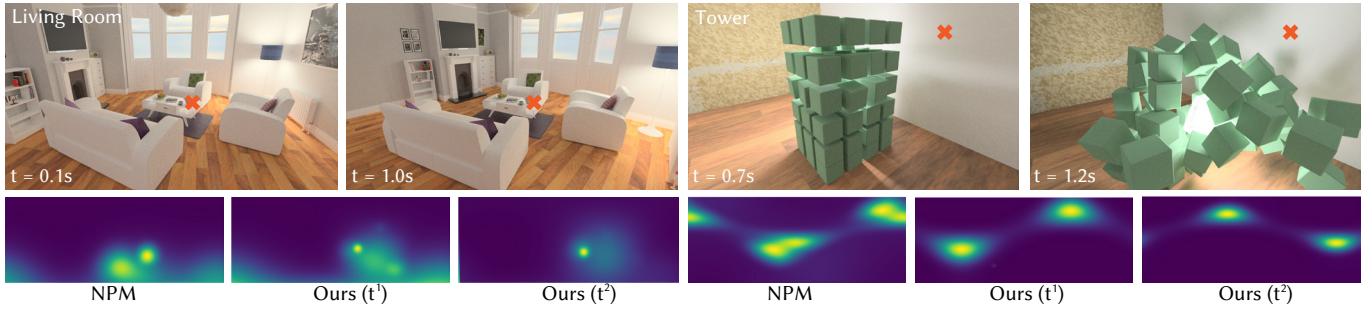 Living Room
t = 0.1s
t = 1.0s
Tower
t = 0.7s
t = 1.2s
NPM
Ours (t¹)
Ours (t²)
NPM
Ours (t¹)
Ours (t²)